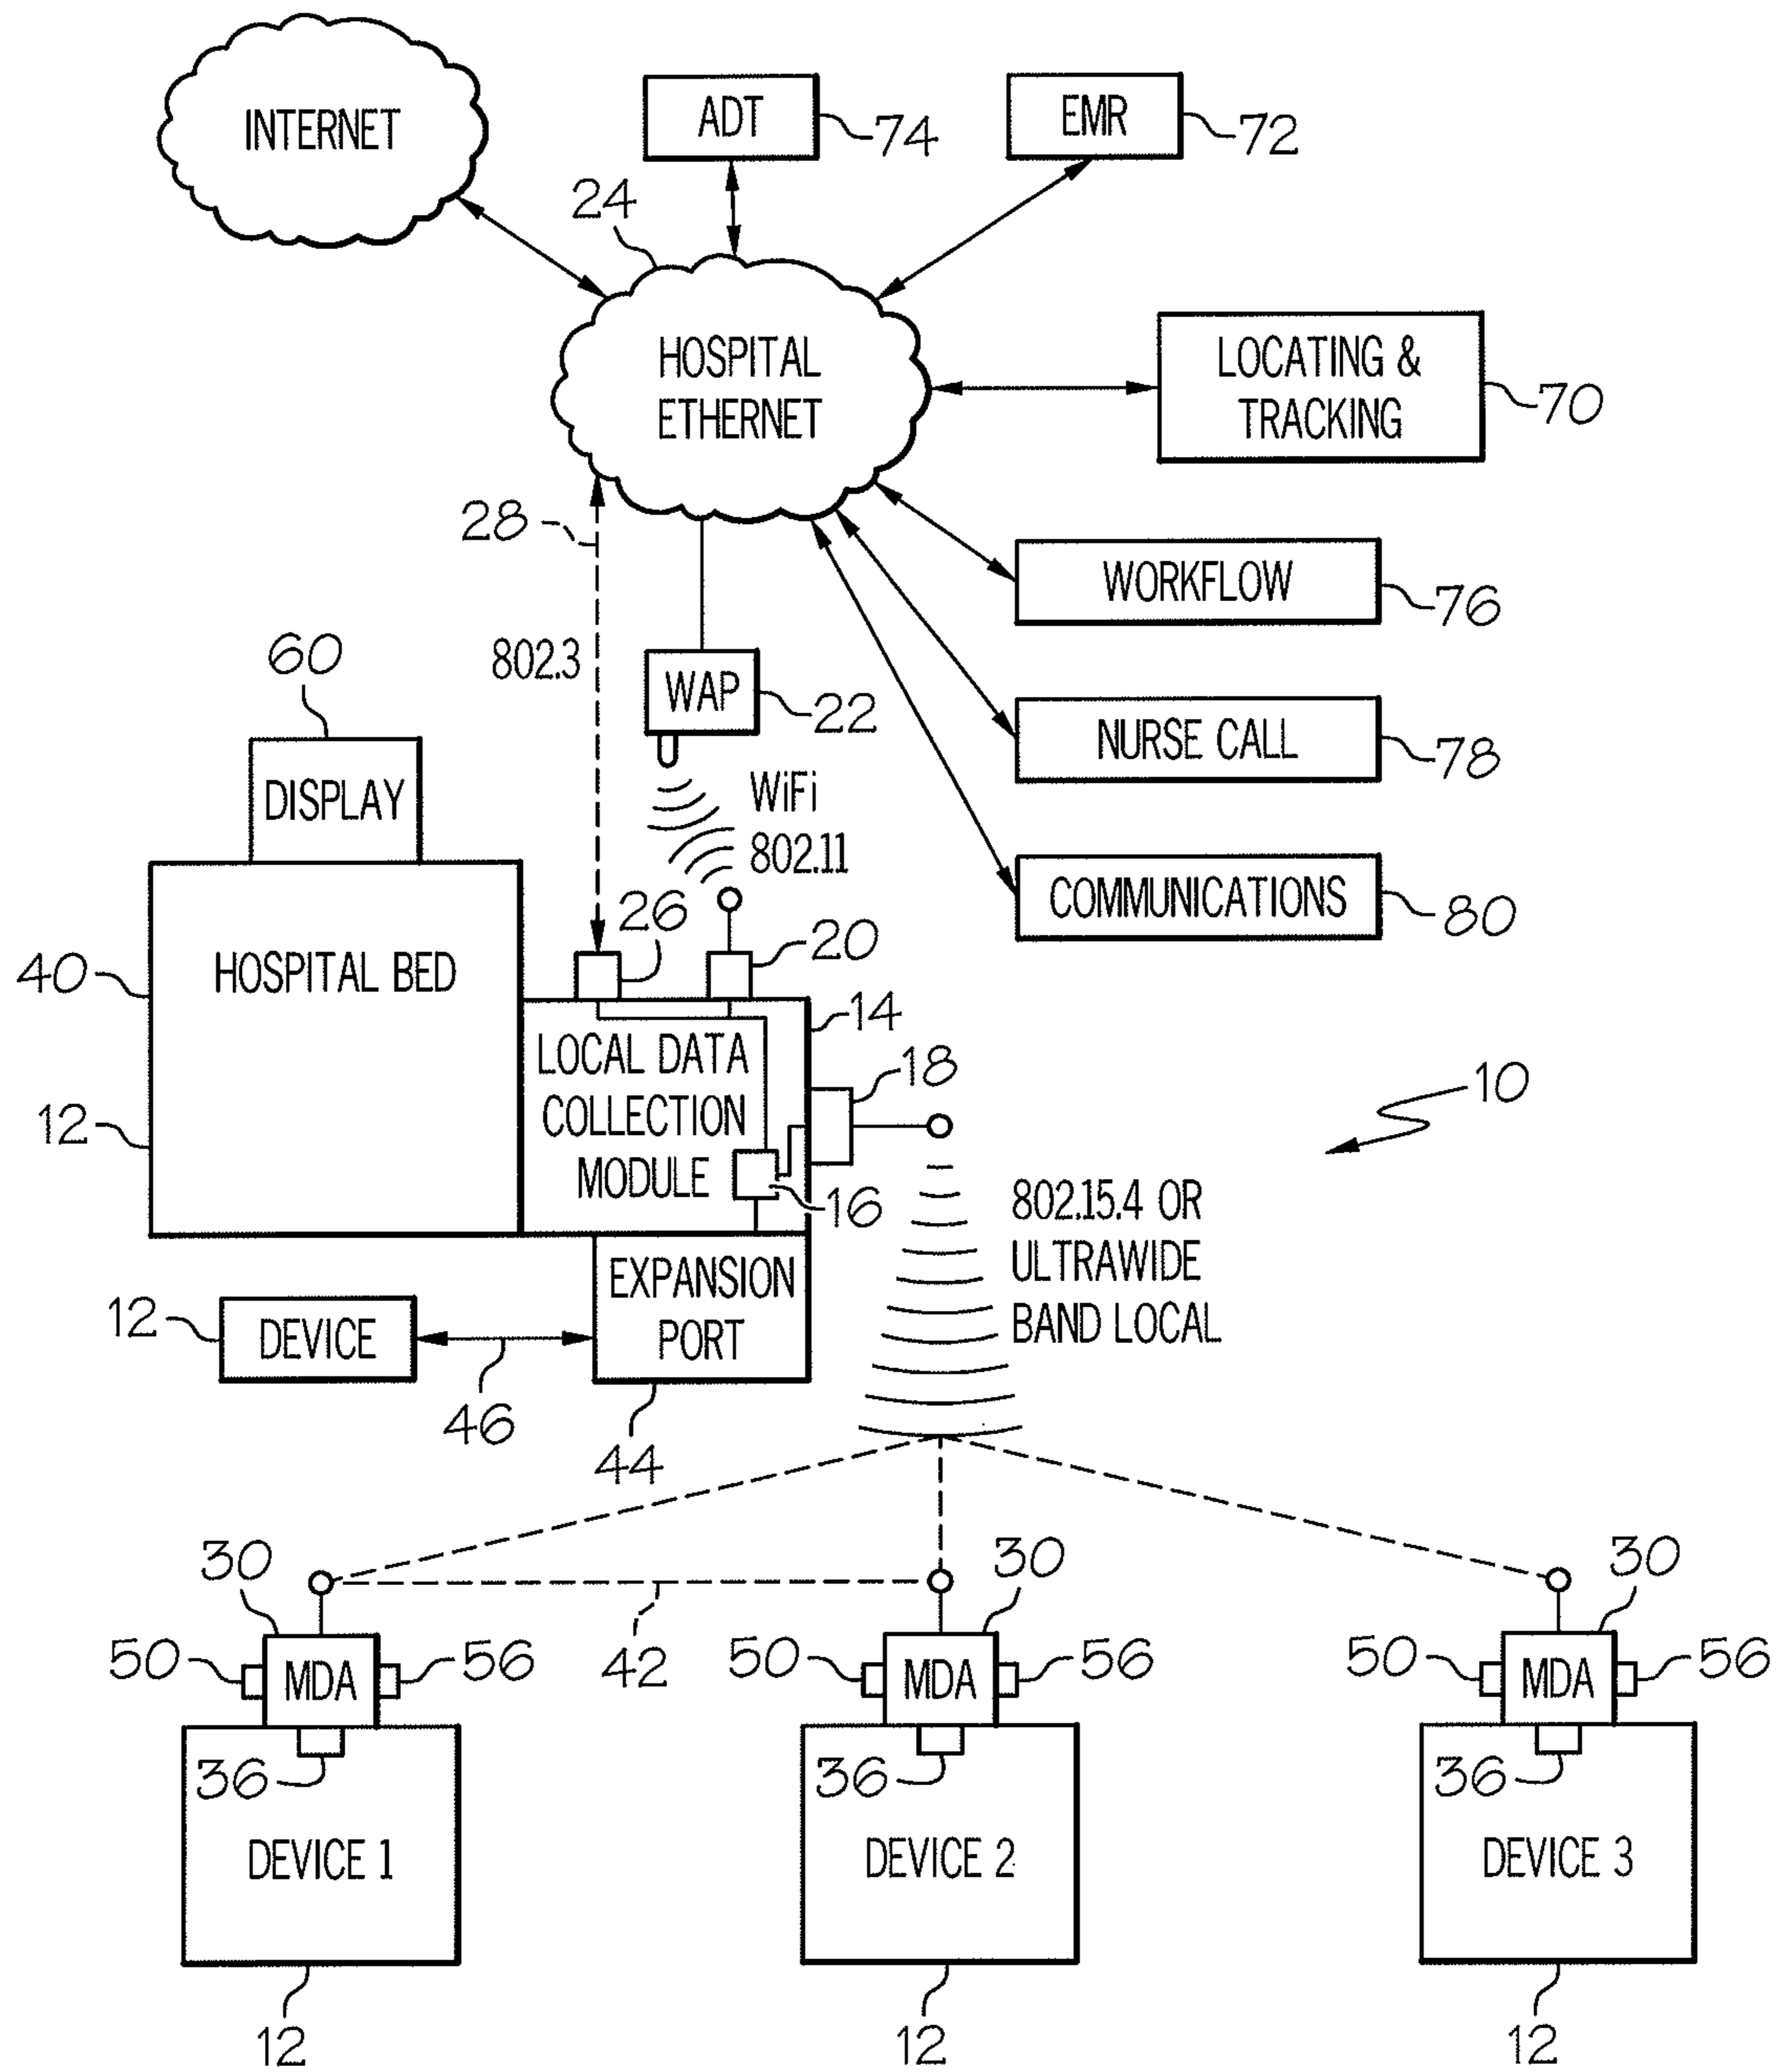 INTERNET
ADT
74
EMR
72
24
HOSPITAL
ETHERNET
LOCATING &
TRACKING
70
28
WORKFLOW
76
802.3
60
WAP
22
NURSE CALL
78
DISPLAY
WiFi
802.11
COMMUNICATIONS
80
26
20
40
HOSPITAL BED
14
LOCAL DATA
COLLECTION
MODULE
18
10
12
16
802.15.4 OR
ULTRAWIDE
BAND LOCAL
EXPANSION
PORT
12
DEVICE
46
44
30
30
30
42
50
MDA
56
50
MDA
56
50
MDA
56
36
36
36
DEVICE 1
DEVICE 2
DEVICE 3
12
12
12